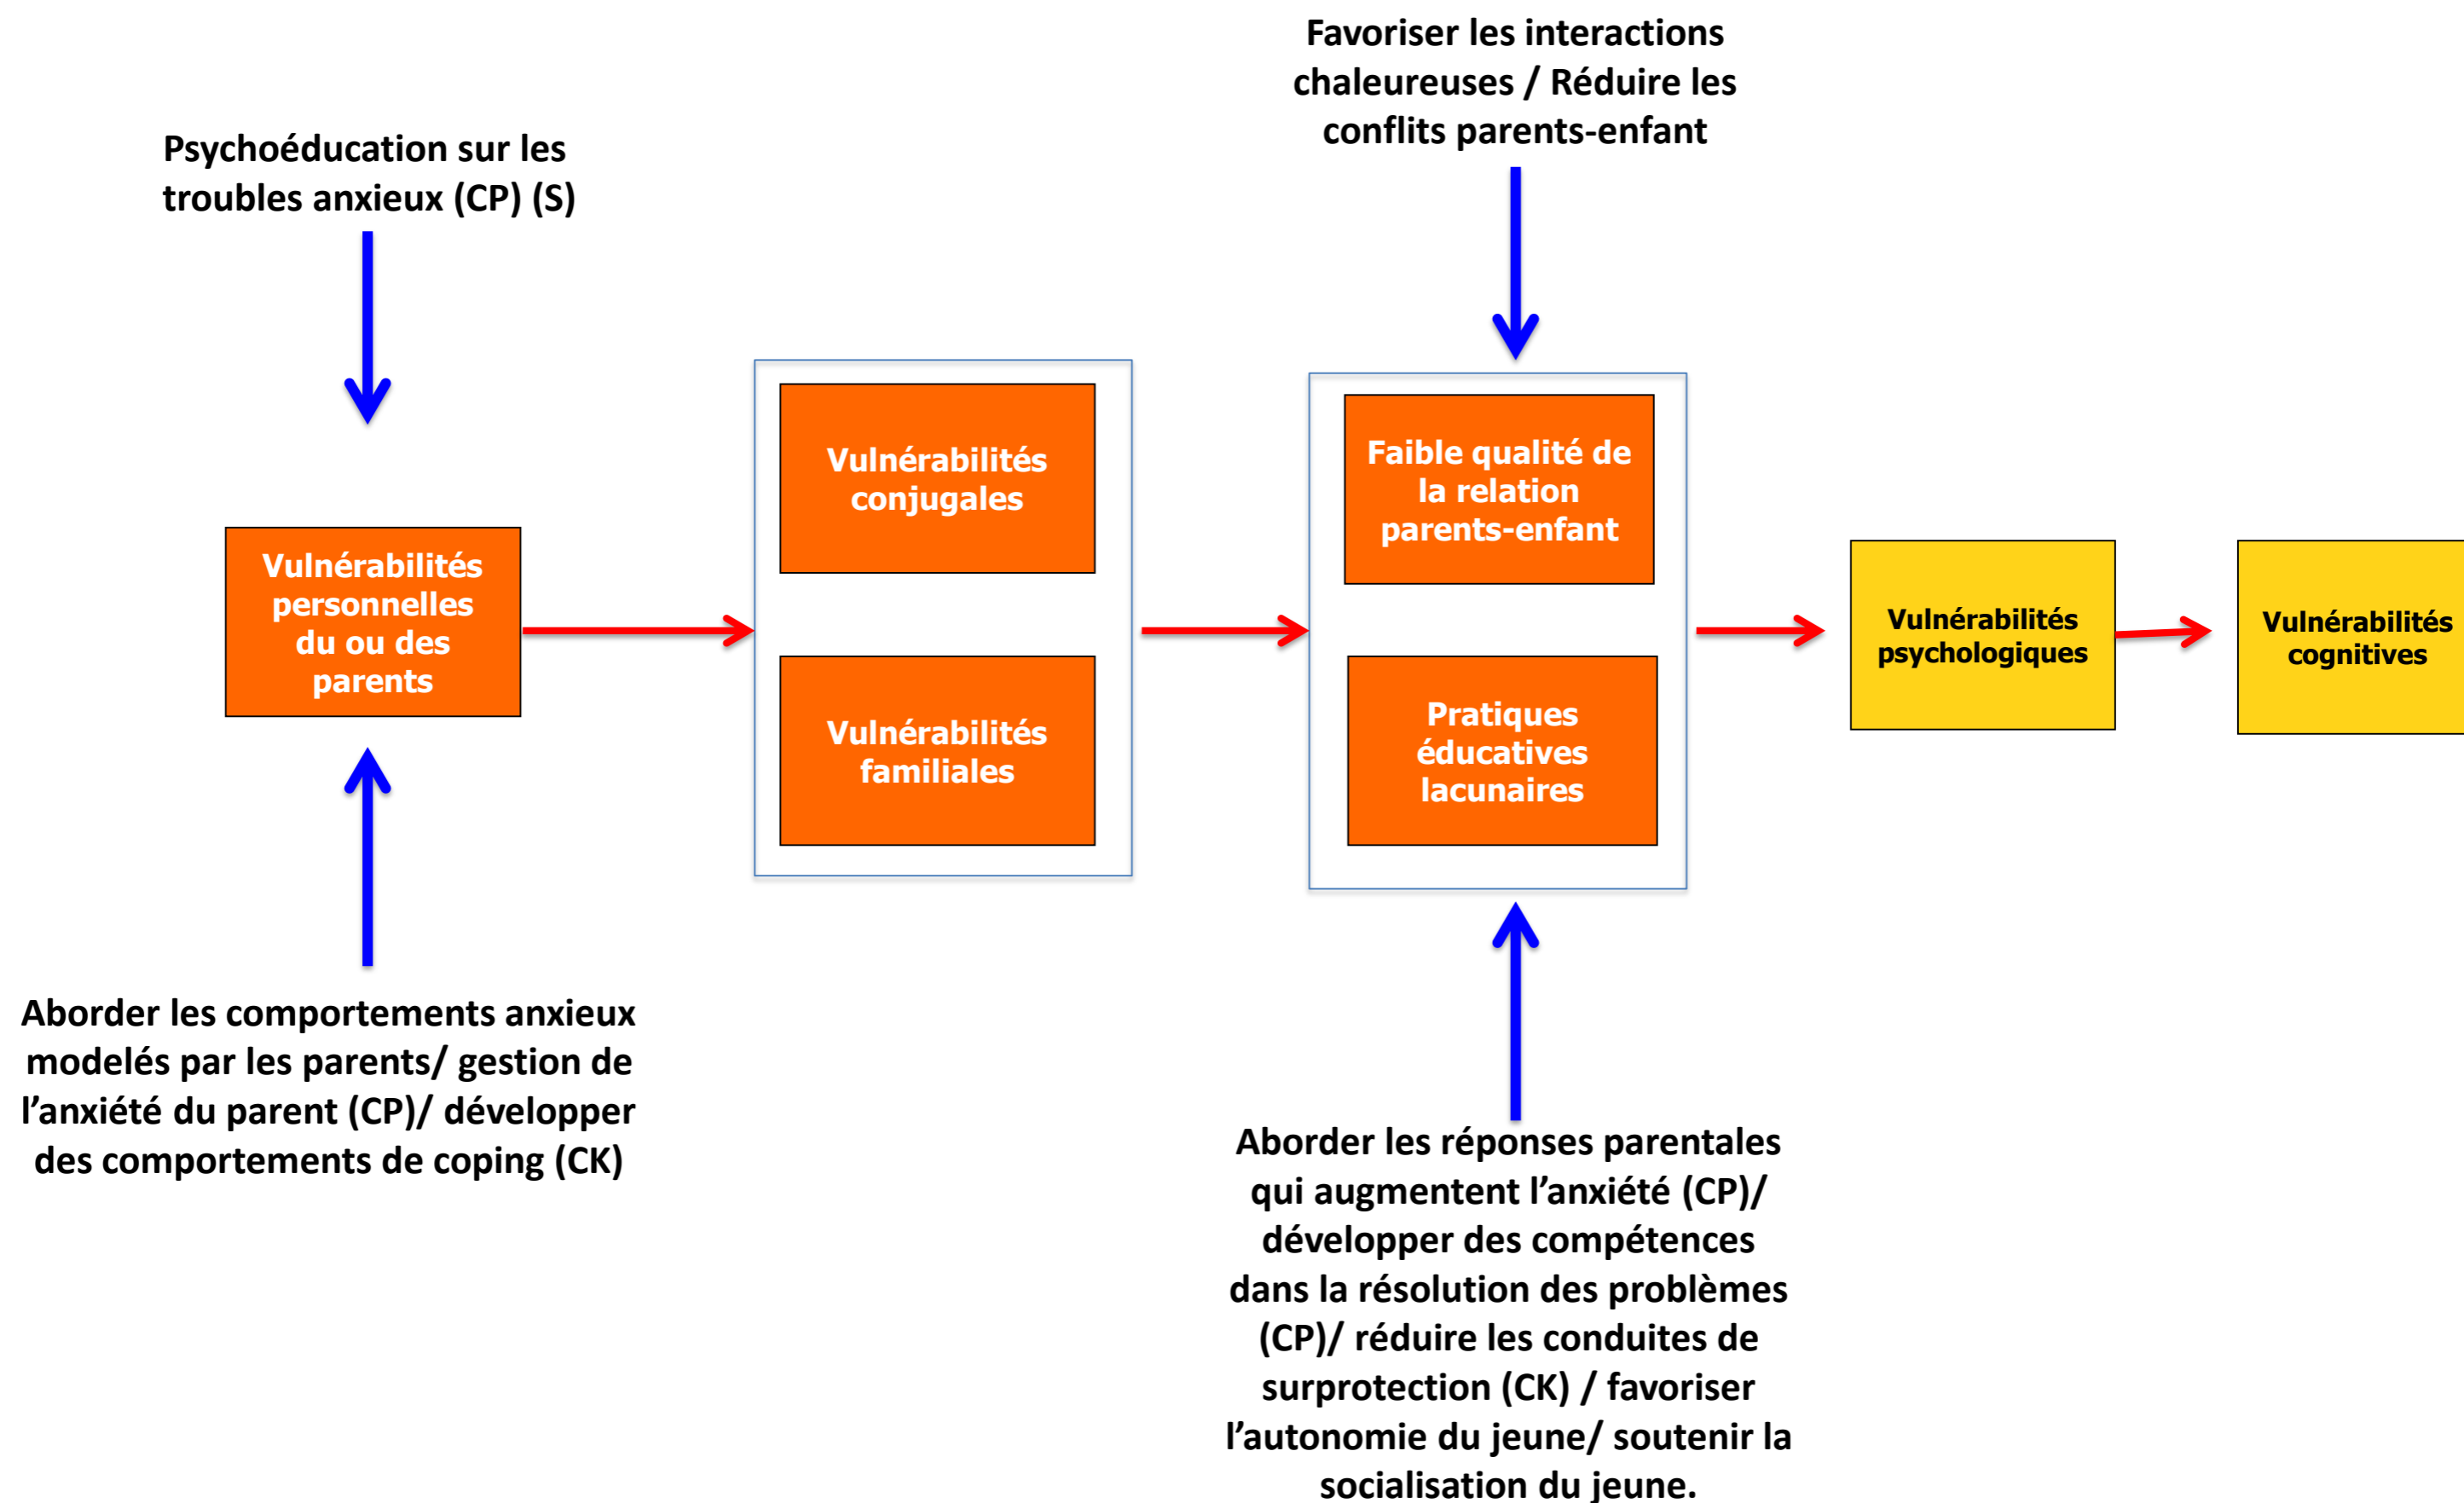 Favoriser les interactions
chaleureuses / Réduire les
conflits parents-enfant
Psychoéducation sur les
troubles anxieux (CP) (S)
Vulnérabilités
personnelles
du ou des
parents
Vulnérabilités
conjugales
Vulnérabilités
familiales
Faible qualité de
la relation
parents-enfant
Pratiques
éducatives
lacunaires
Vulnérabilités
psychologiques
Vulnérabilités
cognitives
Aborder les comportements anxieux
modelés par les parents/ gestion de
l’anxiété du parent (CP)/ développer
des comportements de coping (CK)
Aborder les réponses parentales
qui augmentent l’anxiété (CP)/
développer des compétences
dans la résolution des problèmes
(CP)/ réduire les conduites de
surprotection (CK) / favoriser
l’autonomie du jeune/ soutenir la
socialisation du jeune.